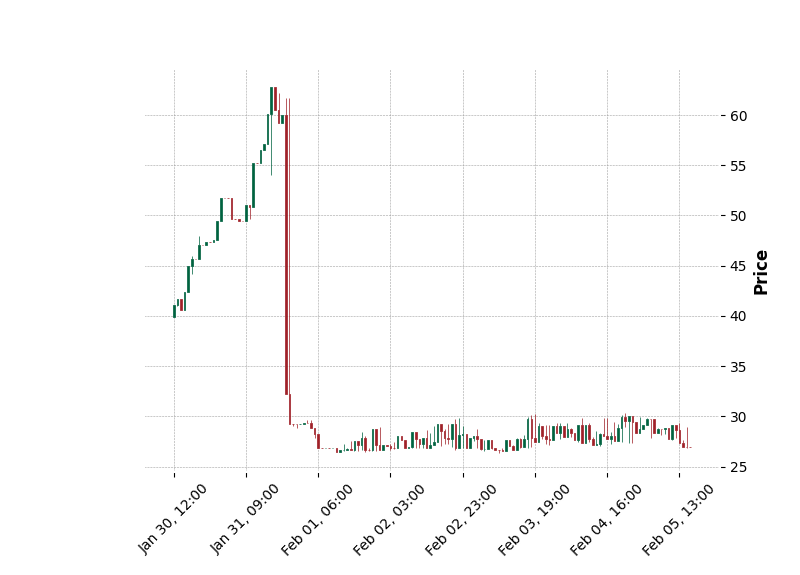 60
55
50
45
40
35
30
25
Price
Jan 30, 12:00
Jan 31, 09:00
Feb 01, 06:00
Feb 02, 03:00
Feb 02, 23:00
Feb 03, 19:00
Feb 04, 16:00
Feb 05, 13:00